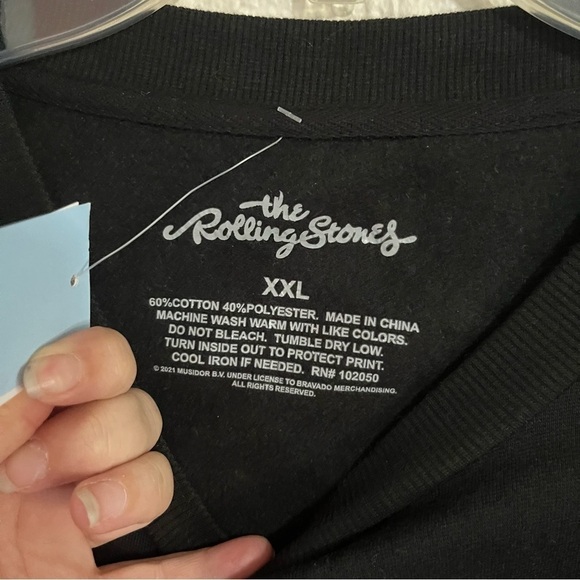 the
Rolling Stones
XXL
60%COTTON 40%POLYESTER. MADE IN CHINA
MACHINE WASH WARM WITH LIKE COLORS.
DO NOT BLEACH. TUMBLE DRY LOW.
TURN INSIDE OUT TO PROTECT PRINT.
COOL IRON IF NEEDED. RN# 102050
© 2021 MUSIDOR B.V. UNDER LICENSE TO BRAVADO MERCHANDISING.
ALL RIGHTS RESERVED.